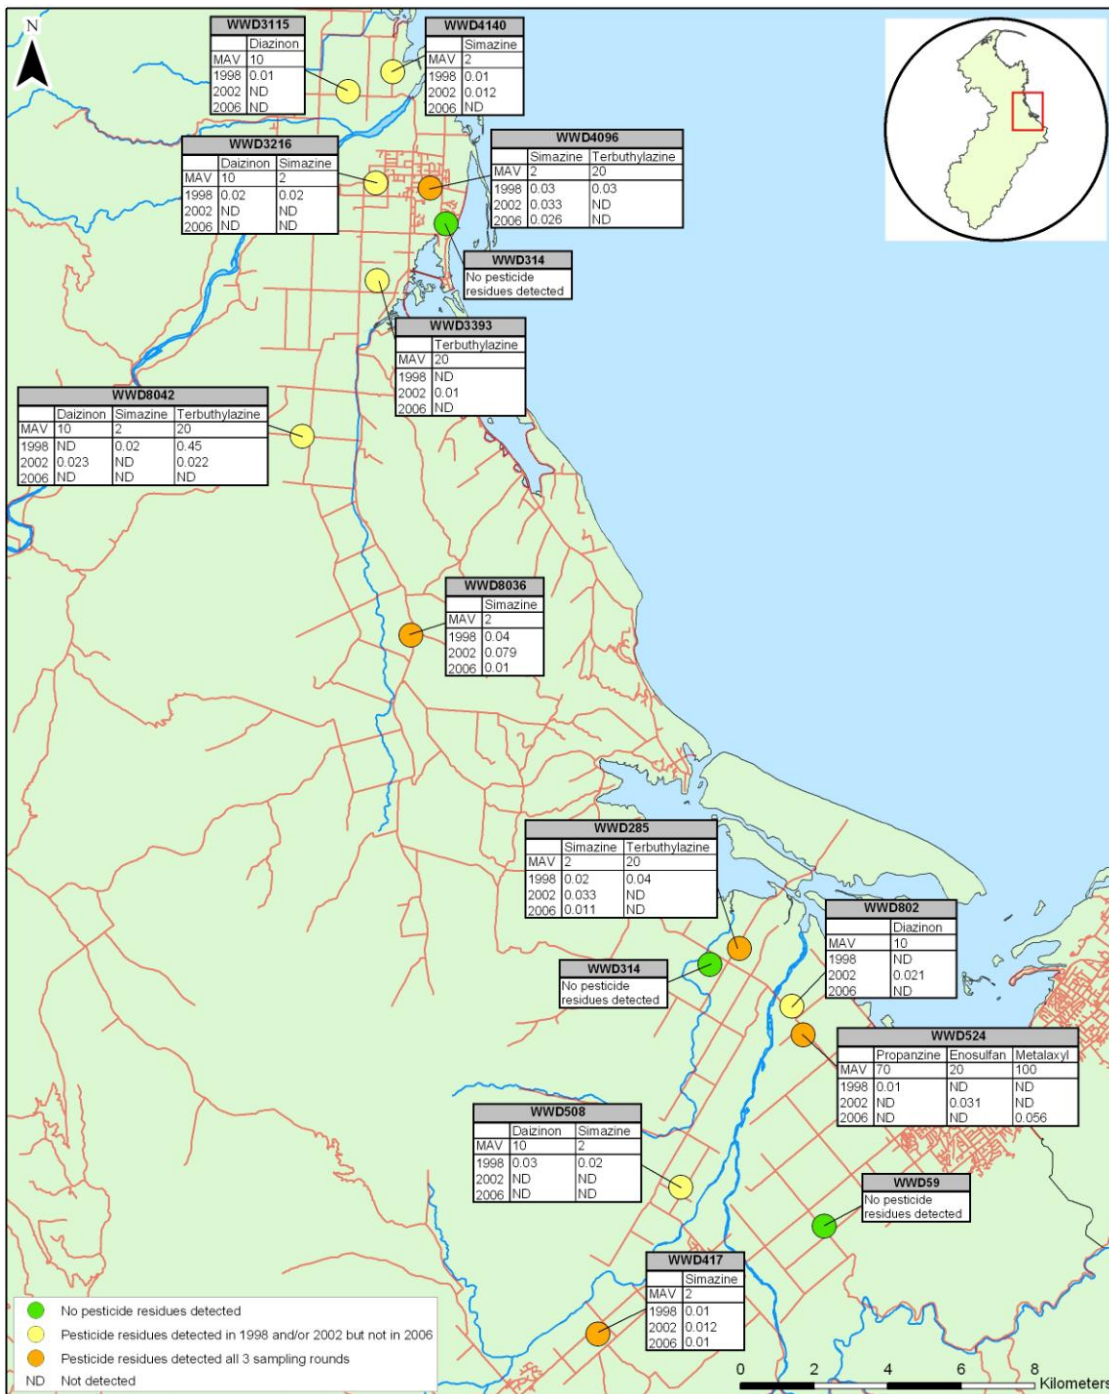 N
WWD3115
Diazinon
MAV 10
1998 0.01
2002 ND
2006 ND
WWD4140
Simazine
MAV 2
1998 0.01
2002 0.012
2006 ND
WWD3216
Daizinon Simazine
MAV 10 2
1998 0.02 0.02
2002 ND ND
2006 ND ND
WWD4096
Simazine Terbuthylazine
MAV 2 20
1998 0.03 0.03
2002 0.033 ND
2006 0.026 ND
WWD314
No pesticide
residues detected
WWD3393
Terbuthylazine
MAV 20
1998 ND
2002 0.01
2006 ND
WWD8042
Daizinon Simazine Terbuthylazine
MAV 10 2 20
1998 ND 0.02 0.45
2002 0.023 ND 0.022
2006 ND ND ND
WWD8036
Simazine
MAV 2
1998 0.04
2002 0.079
2006 0.01
WWD285
Simazine Terbuthylazine
MAV 2 20
1998 0.02 0.04
2002 0.033 ND
2006 0.011 ND
WWD802
Diazinon
MAV 10
1998 ND
2002 0.021
2006 ND
WWD314
No pesticide
residues detected
WWD524
Propanzine Enosulfan Metalaxyl
MAV 70 20 100
1998 0.01 ND ND
2002 ND 0.031 ND
2006 ND ND 0.056
WWD508
Daizinon Simazine
MAV 10 2
1998 0.03 0.02
2002 ND ND
2006 ND ND
WWD59
No pesticide
residues detected
WWD417
Simazine
MAV 2
1998 0.01
2002 0.012
2006 0.01
No pesticide residues detected
Pesticide residues detected in 1998 and/or 2002 but not in 2006
Pesticide residues detected all 3 sampling rounds
ND Not detected
0 2 4 6 8
Kilometers